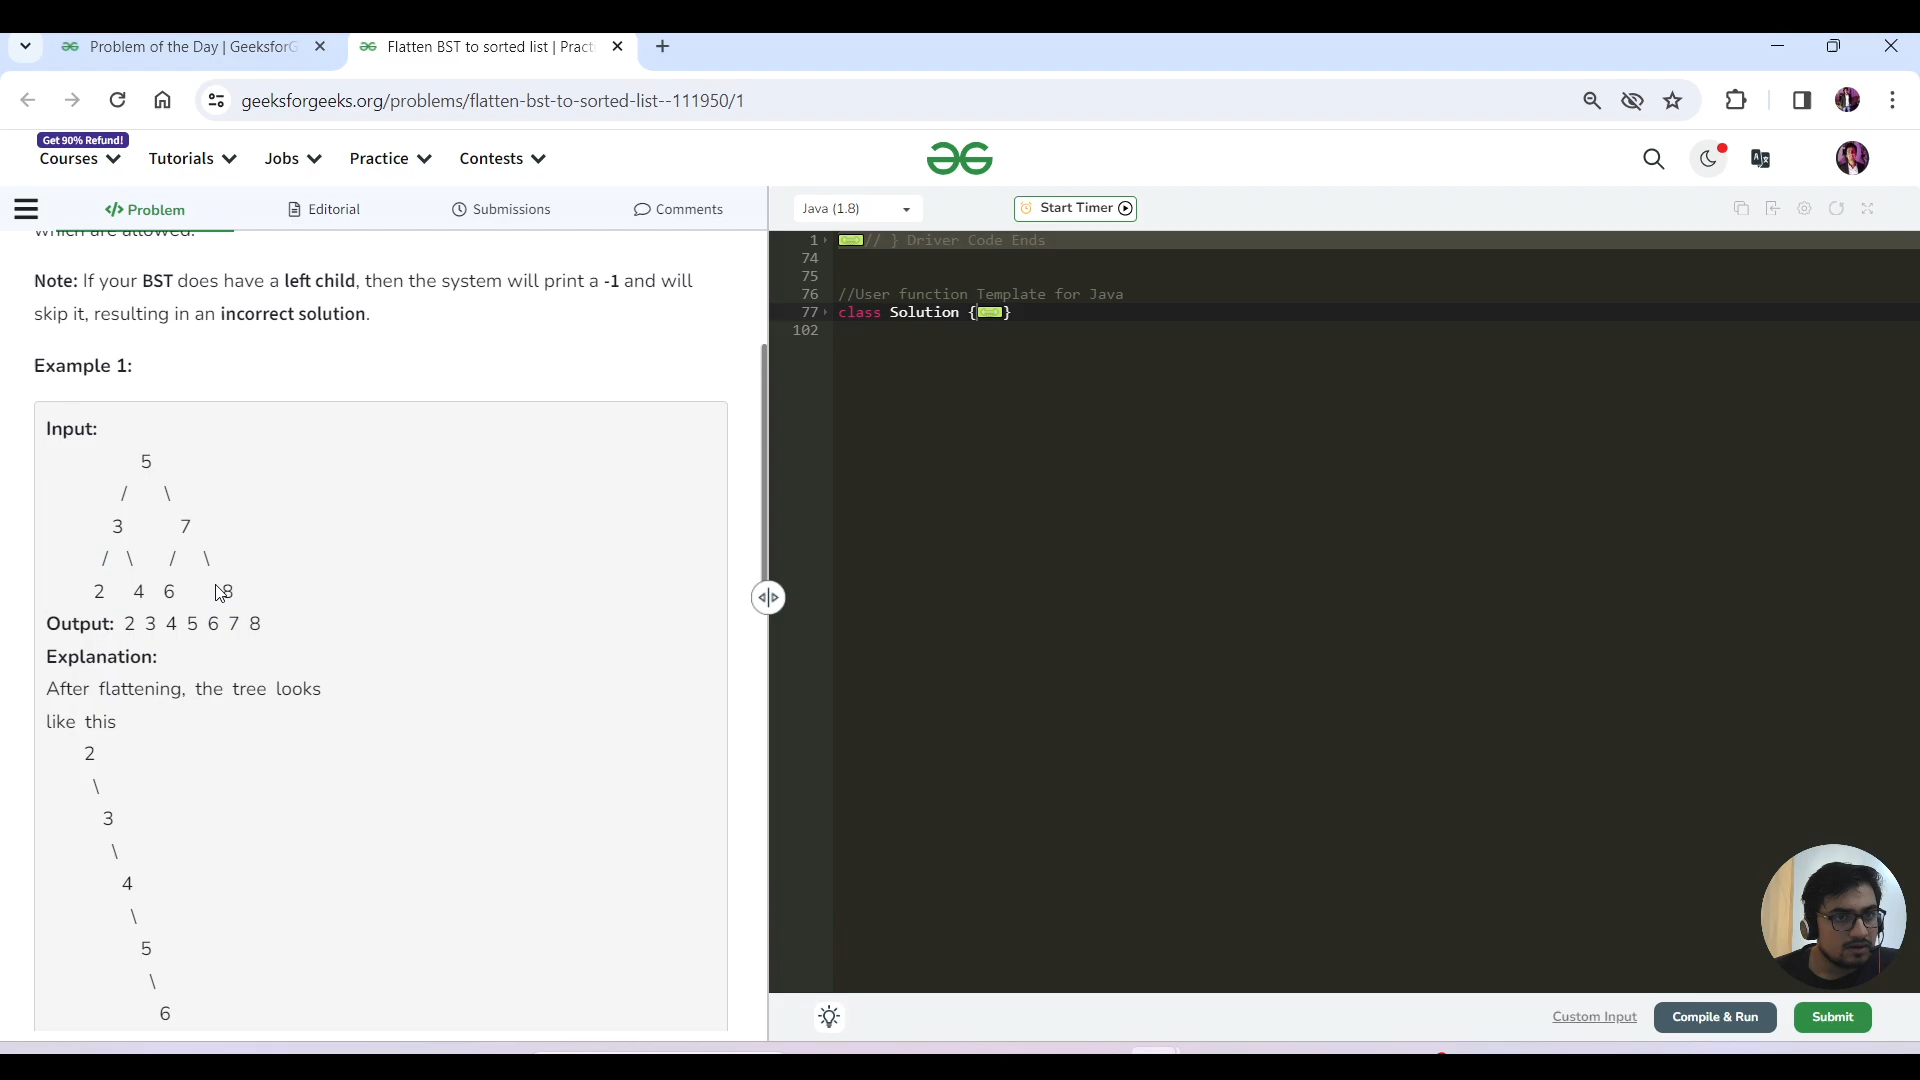 Problem of the Day | GeeksforG
Flatten BST to sorted list | Pract
geeksforgeeks.org/problems/flatten-bst-to-sorted-list--111950/1
Get 90% Refund!
Courses
Tutorials
Jobs
Practice
Contests
</> Problem
Editorial
Submissions
Comments
Java (1.8)
Start Timer
which are allowed.
Note: If your BST does have a left child, then the system will print a -1 and will
skip it, resulting in an incorrect solution.
Example 1:
Input:
5
/ \
3 7
/ \ / \
2 4 6 8
Output: 2 3 4 5 6 7 8
Explanation:
After flattening, the tree looks
like this
2
\
3
\
4
\
5
\
6
1 // } Driver Code Ends
74
75
76 //User function Template for Java
77 class Solution {}
102
Custom Input
Compile & Run
Submit